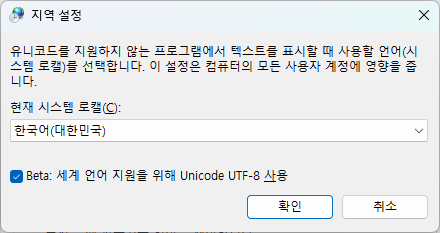 지역 설정
유니코드를 지원하지 않는 프로그램에서 텍스트를 표시할 때 사용할 언어(시
스템 로캘)를 선택합니다. 이 설정은 컴퓨터의 모든 사용자 계정에 영향을 줍
니다.
현재 시스템 로캘(C):
한국어(대한민국)
Beta: 세계 언어 지원을 위해 Unicode UTF-8 사용
확인
취소